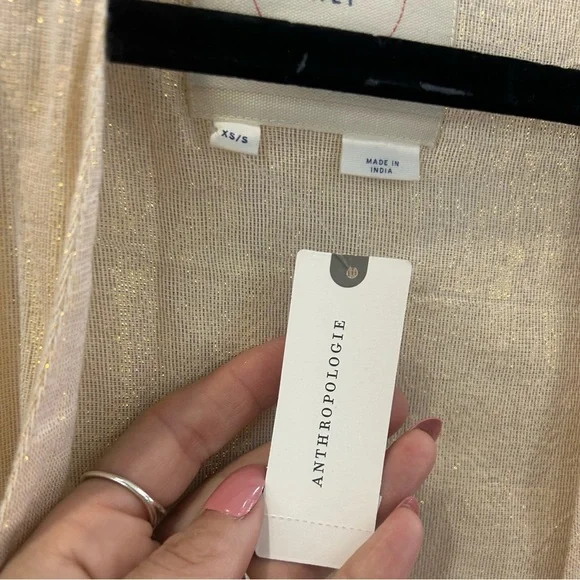 XS/S
MADE IN
INDIA
ANTHROPOLOGIE